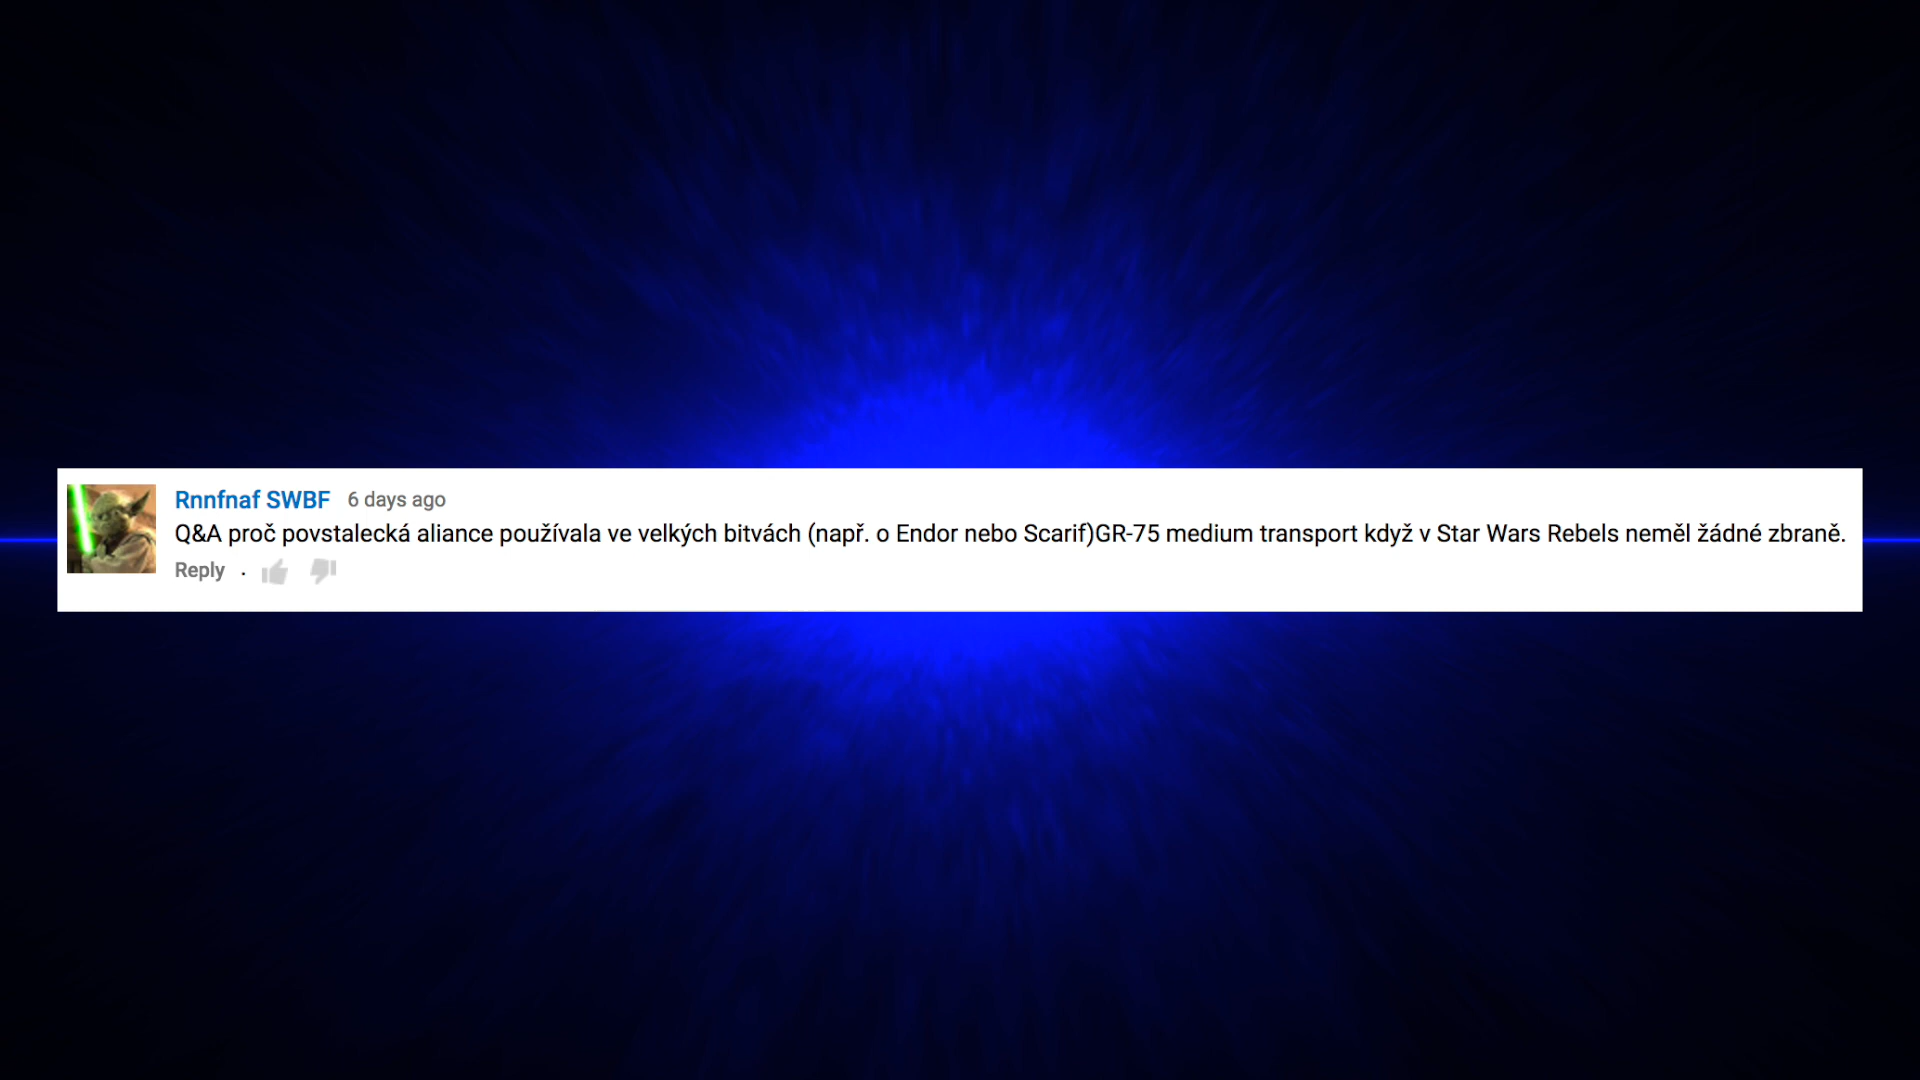 Rnnfnaf SWBF 6 days ago
Q&A proč povstalecká aliance používala ve velkých bitvách (např. o Endor nebo Scarif)GR-75 medium transport když v Star Wars Rebels neměl žádné zbraně.
Reply ·